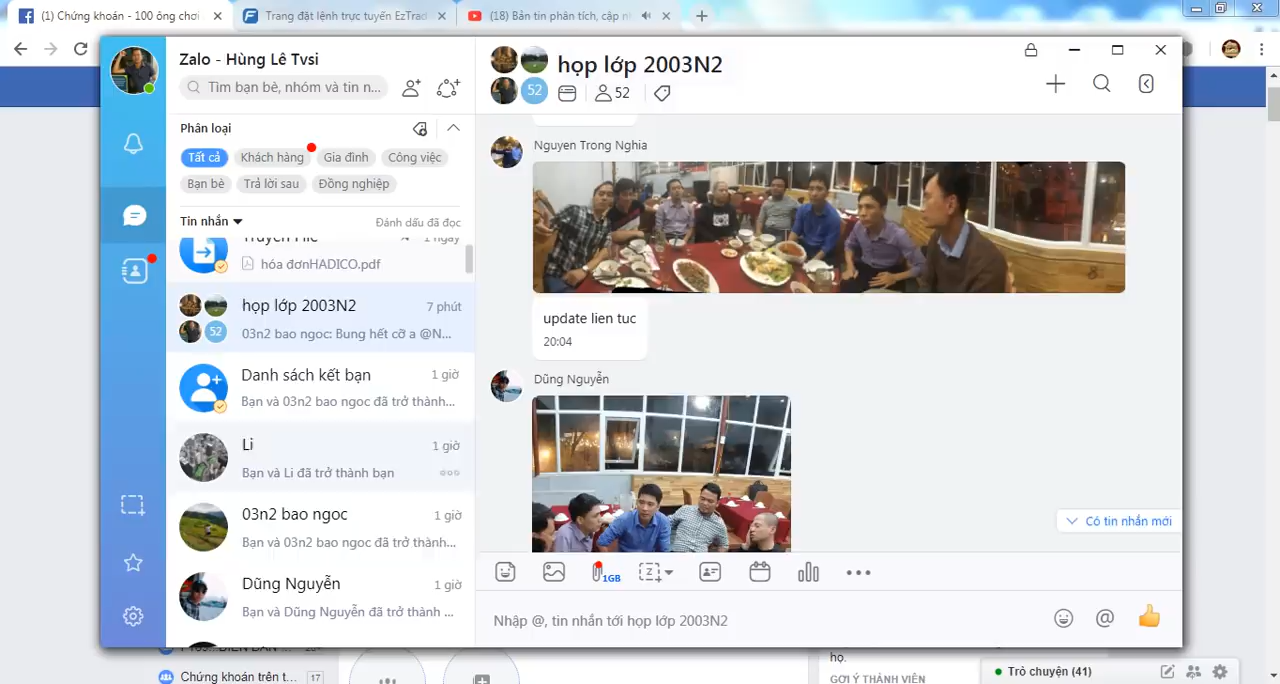 (1) Chứng khoán - 100 ông chơi
Trang đặt lệnh trực tuyến EzTrad
(18) Bản tin phân tích, cập n
Zalo - Hùng Lê Tvsi
Tìm bạn bè, nhóm và tin n...
Phân loại
Tất cả
Khách hàng
Gia đình
Công việc
Bạn bè
Trả lời sau
Đồng nghiệp
Tin nhắn
Đánh dấu đã đọc
Truyền File
1 ngày
hóa đơnHADICO.pdf
họp lớp 2003N2
7 phút
52
03n2 bao ngoc: Bung hết cỡ a @N...
Danh sách kết bạn
1 giờ
Bạn và 03n2 bao ngoc đã trở thành...
Li
1 giờ
Bạn và Li đã trở thành bạn
03n2 bao ngoc
1 giờ
Bạn và 03n2 bao ngoc đã trở thành...
Dũng Nguyễn
1 giờ
Bạn và Dũng Nguyễn đã trở thành ...
họp lớp 2003N2
52
52
Nguyen Trong Nghia
update lien tuc
20:04
Dũng Nguyễn
Có tin nhắn mới
1GB
Nhập @, tin nhắn tới họp lớp 2003N2
Chứng khoán trên
17
họ.
GỢI Ý THÀNH VIÊN
Trò chuyện (41)